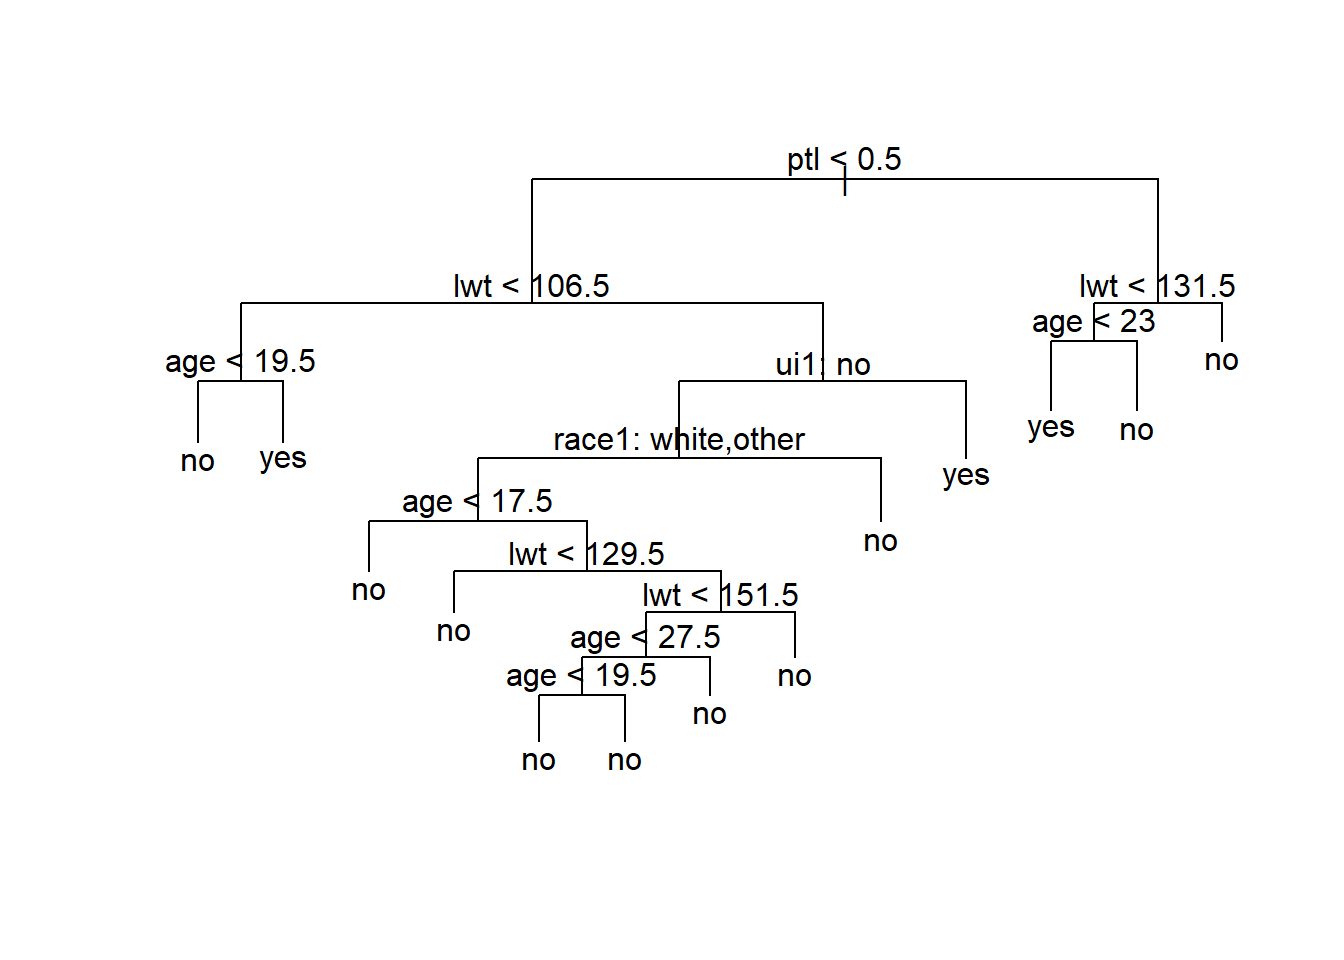 ptl < 0.5
lwt < 106.5
lwt < 131.5
age < 23
age < 19.5
ui1: no
no
yes
no
race1: white,other
no
yes
yes
age < 17.5
no
lwt < 129.5
no
lwt < 151.5
no
age < 27.5
age < 19.5
no
no
no
no